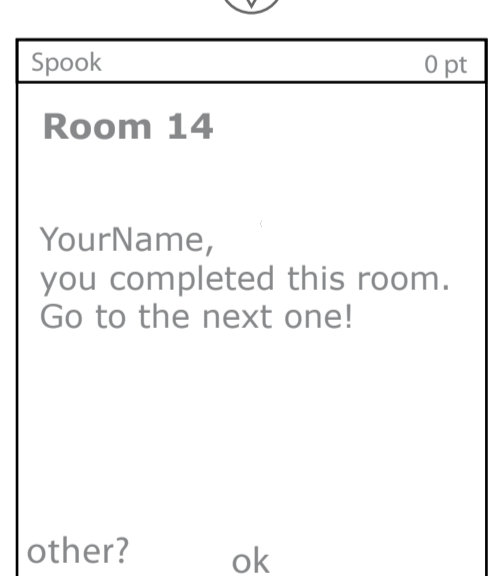 Spook 0 pt
Room 14
YourName,
you completed this room.
Go to the next one!
other? ok